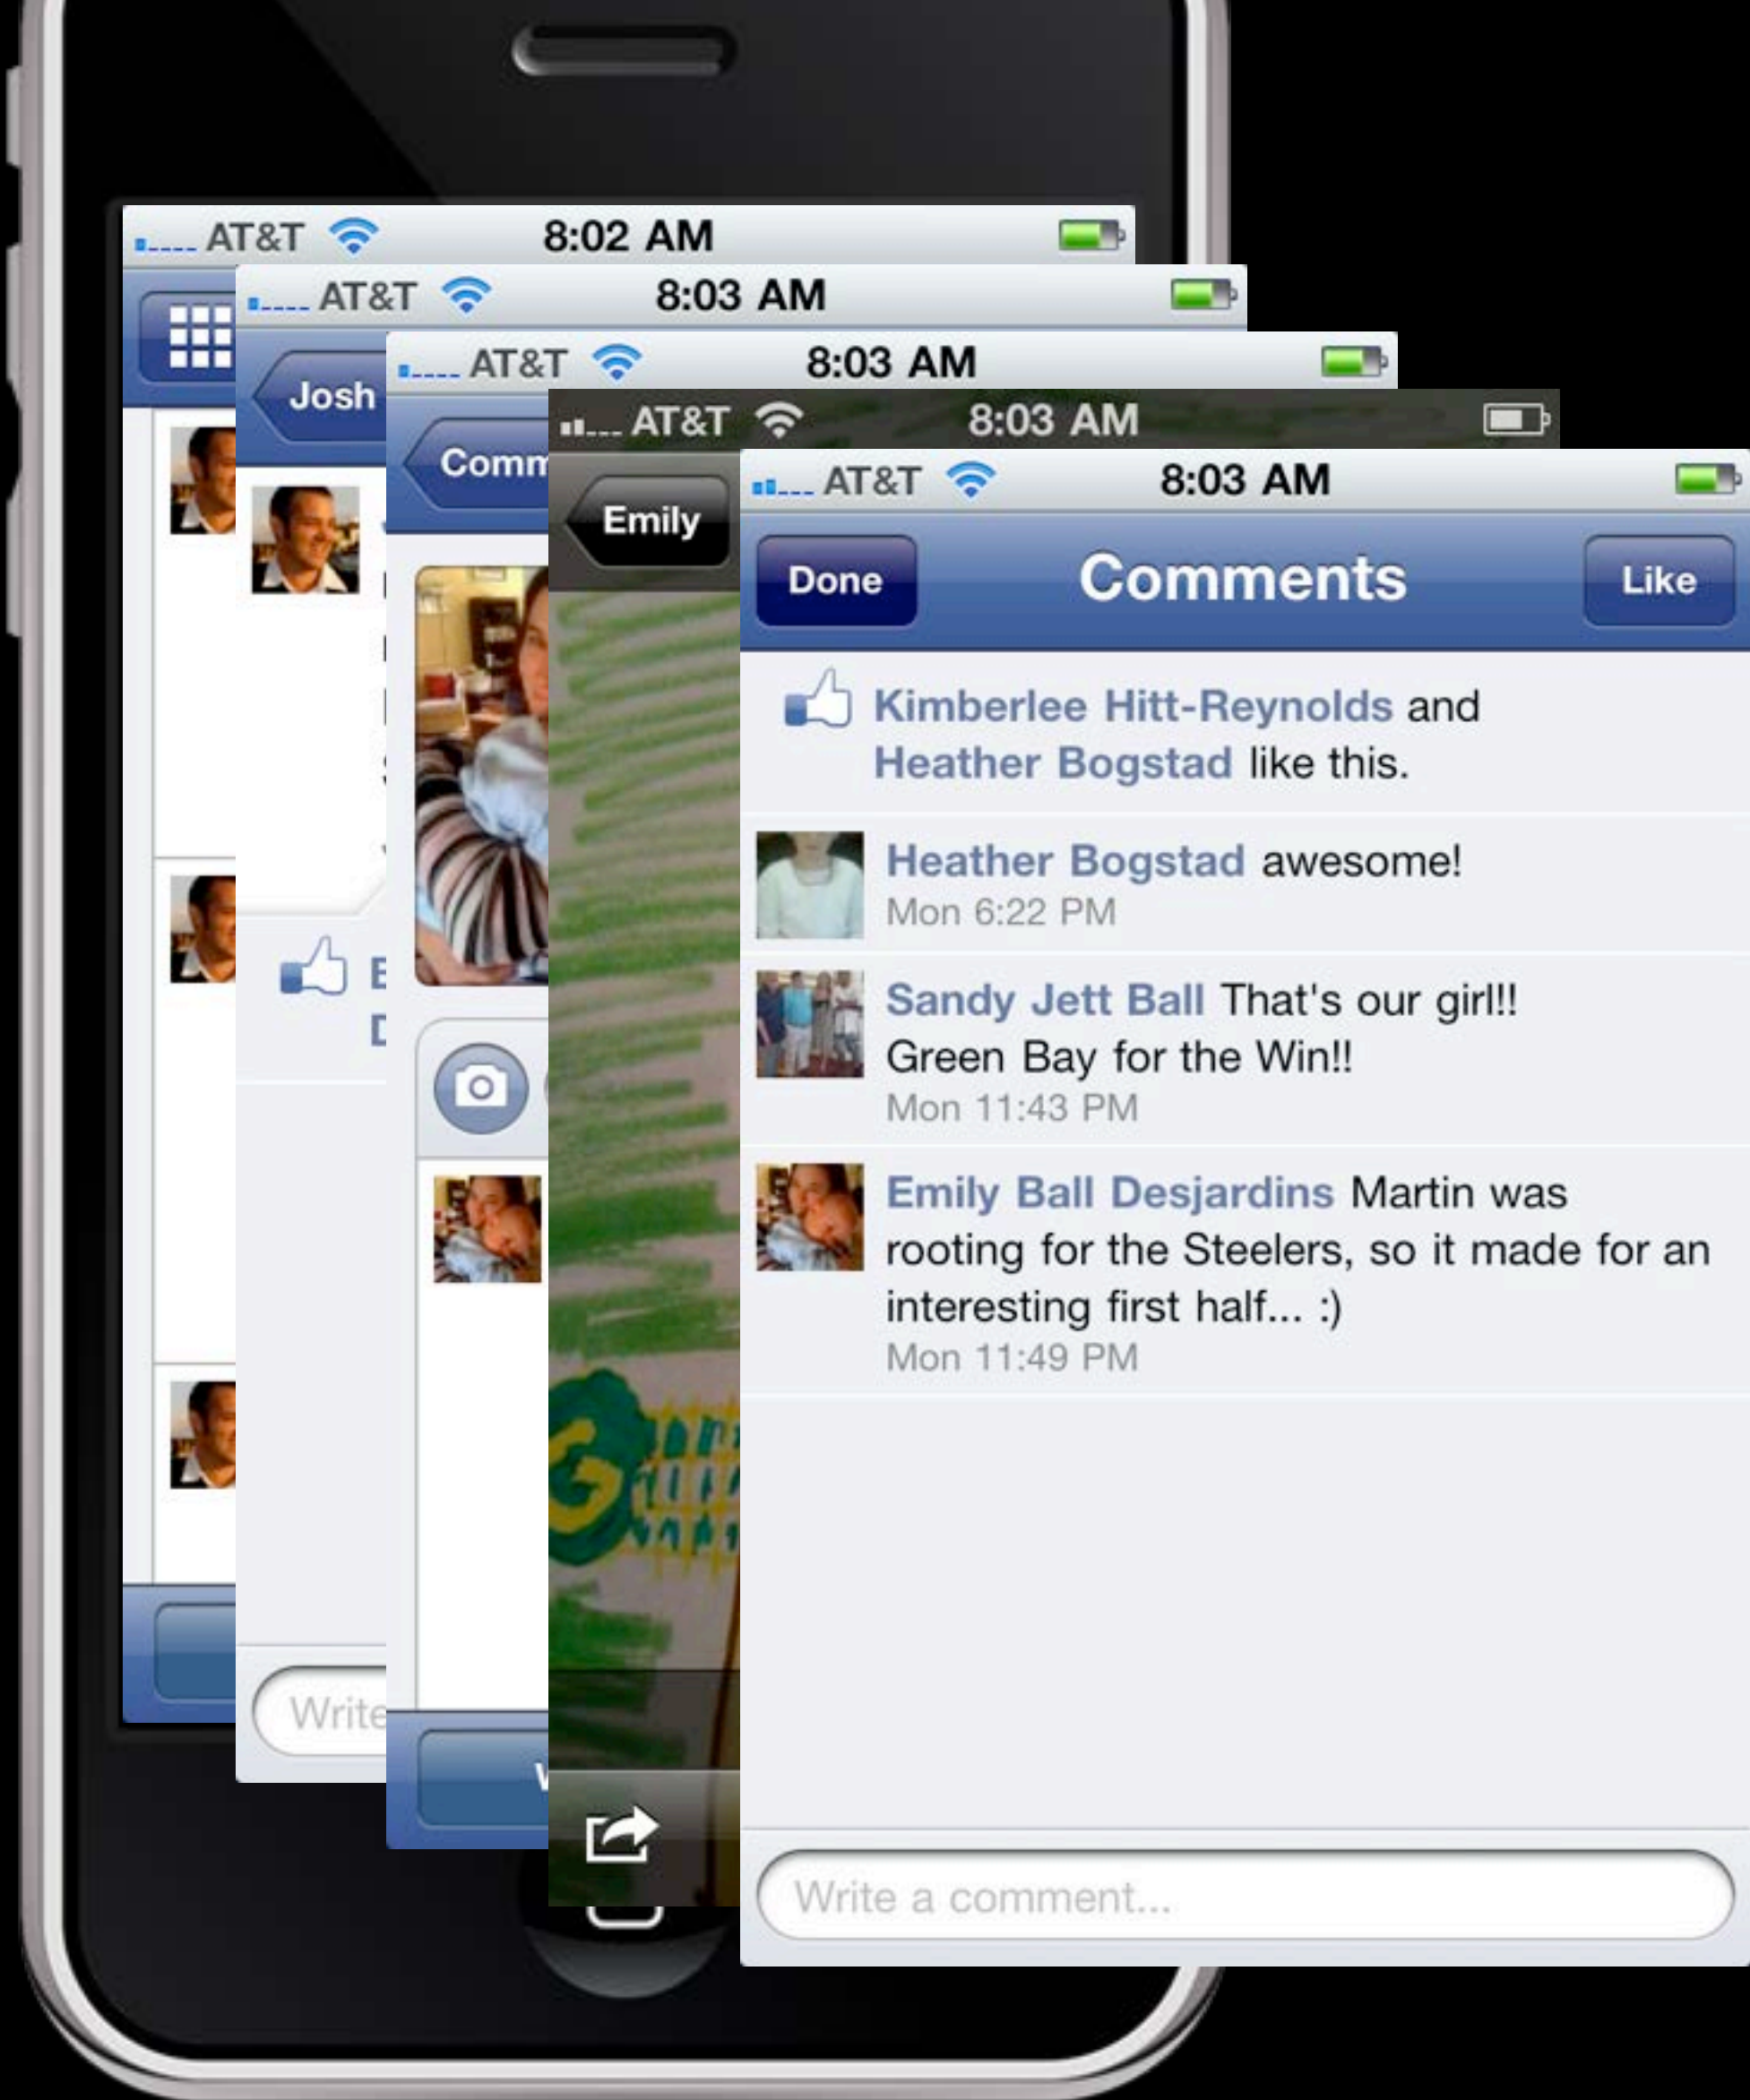 AT&T 8:02 AM
AT&T 8:03 AM
Josh
AT&T 8:03 AM
AT&T 8:03 AM
Emily
AT&T 8:03 AM
Done Comments Like
Kimberlee Hitt-Reynolds and
Heather Bogstad like this.
Heather Bogstad awesome!
Mon 6:22 PM
Sandy Jett Ball That's our girl!!
Green Bay for the Win!!
Mon 11:43 PM
Emily Ball Desjardins Martin was
rooting for the Steelers, so it made for an
interesting first half... :)
Mon 11:49 PM
G
Write
Write a comment...